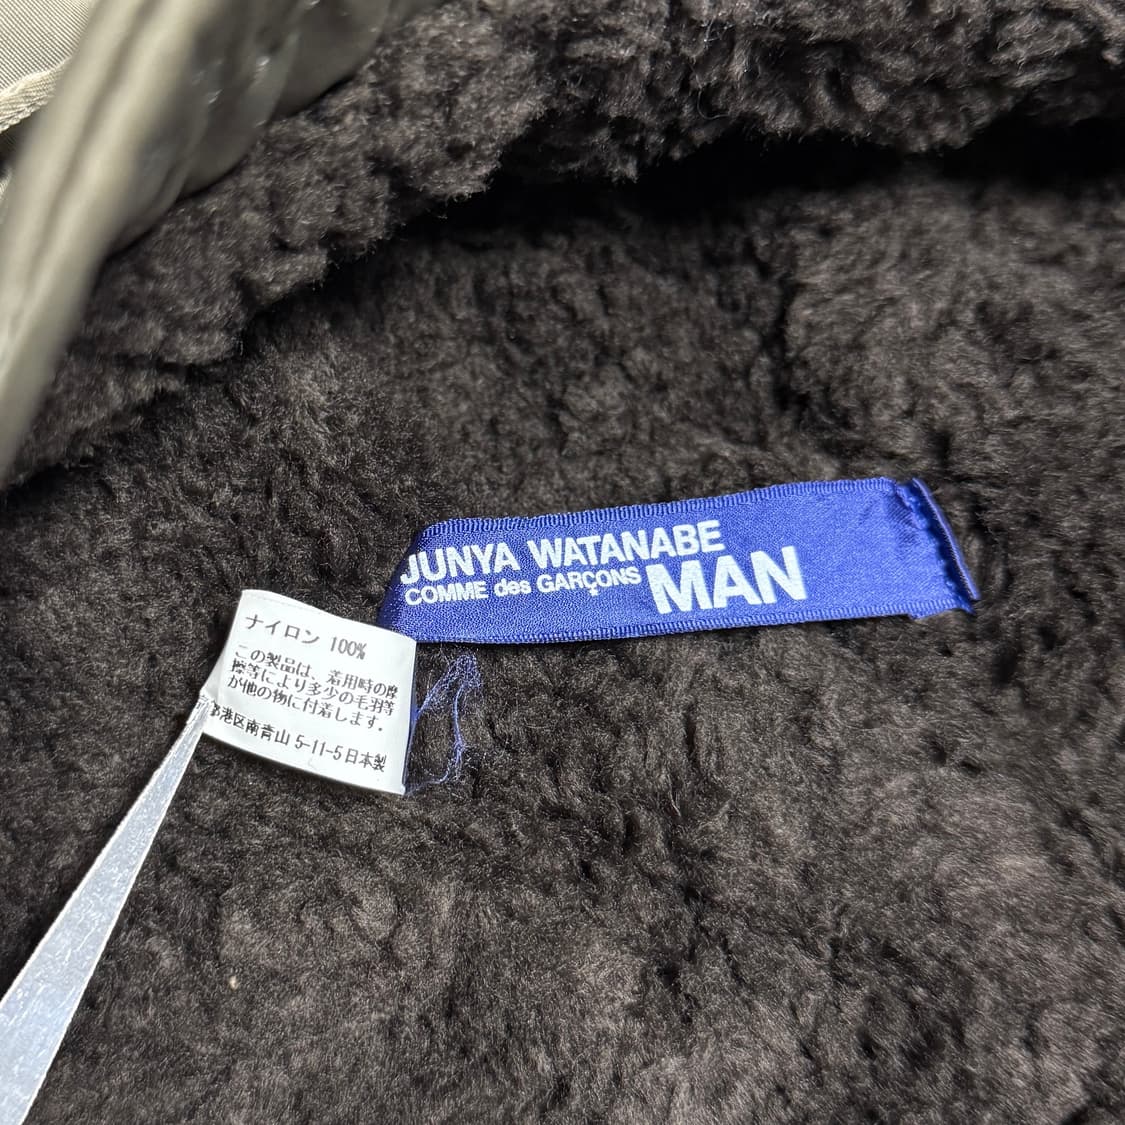 JUNYA WATANABE
COMME des GARÇONS MAN
ナイロン 100%
この製品は、着用時の摩
擦等により多少の毛羽等
が他の物に付着します。
港区南青山 5-11-5 日本製